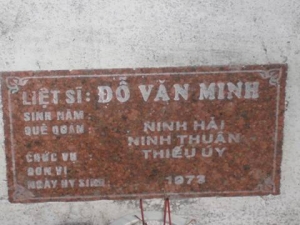 LIỆT SĨ: ĐỖ VĂN MINH
SINH NĂM :
QUÊ QUÁN : NINH HẢI
NINH THUẬN
CHỨC VỤ : THIẾU ÚY
ĐƠN VỊ :
NGÀY HY SINH: 1973